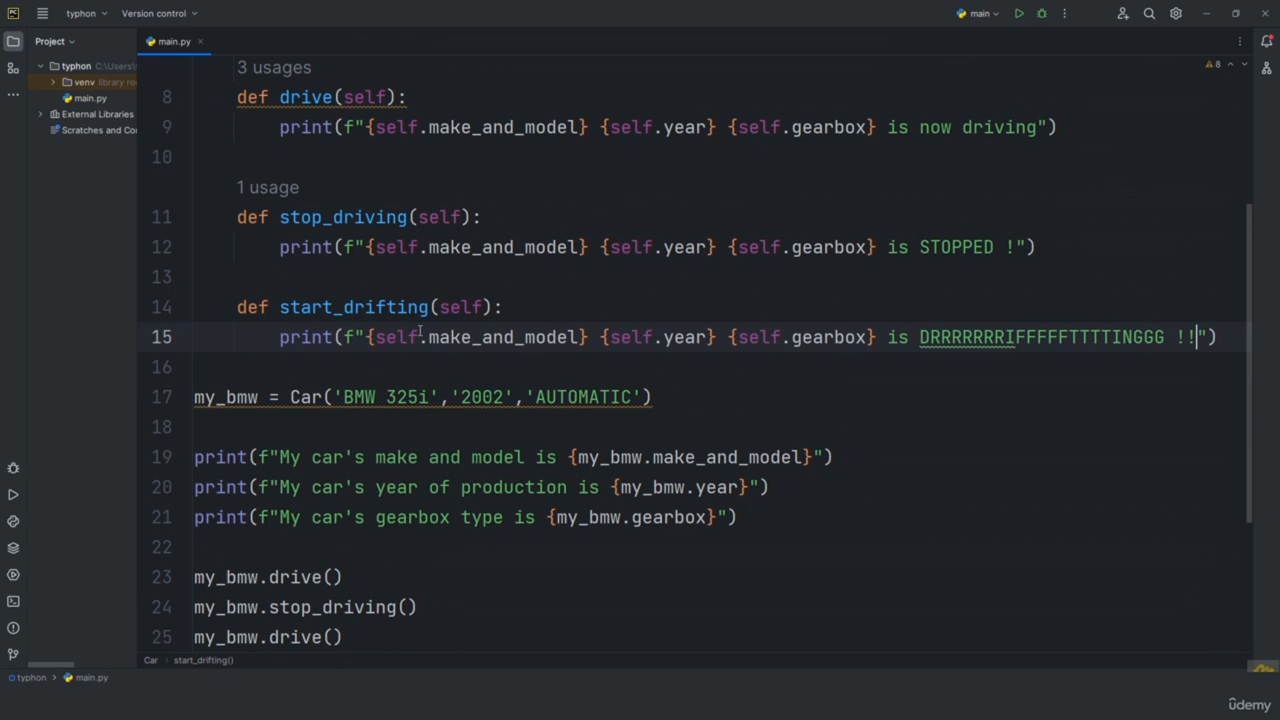 PC typhon Version control main
Project main.py
typhon C:\Users\
venv library roo
main.py
External Libraries
Scratches and Co
8
3 usages
8 def drive(self):
9 print(f"{self.make_and_model} {self.year} {self.gearbox} is now driving")
10
1 usage
11 def stop_driving(self):
12 print(f"{self.make_and_model} {self.year} {self.gearbox} is STOPPED !")
13
14 def start_drifting(self):
15 print(f"{self.make_and_model} {self.year} {self.gearbox} is DRRRRRRRIFFFFFTTTTINGGG !!")
16
17 my_bmw = Car('BMW 325i','2002','AUTOMATIC')
18
19 print(f"My car's make and model is {my_bmw.make_and_model}")
20 print(f"My car's year of production is {my_bmw.year}")
21 print(f"My car's gearbox type is {my_bmw.gearbox}")
22
23 my_bmw.drive()
24 my_bmw.stop_driving()
25 my_bmw.drive()
Car start_drifting()
typhon main.py
ûdemy